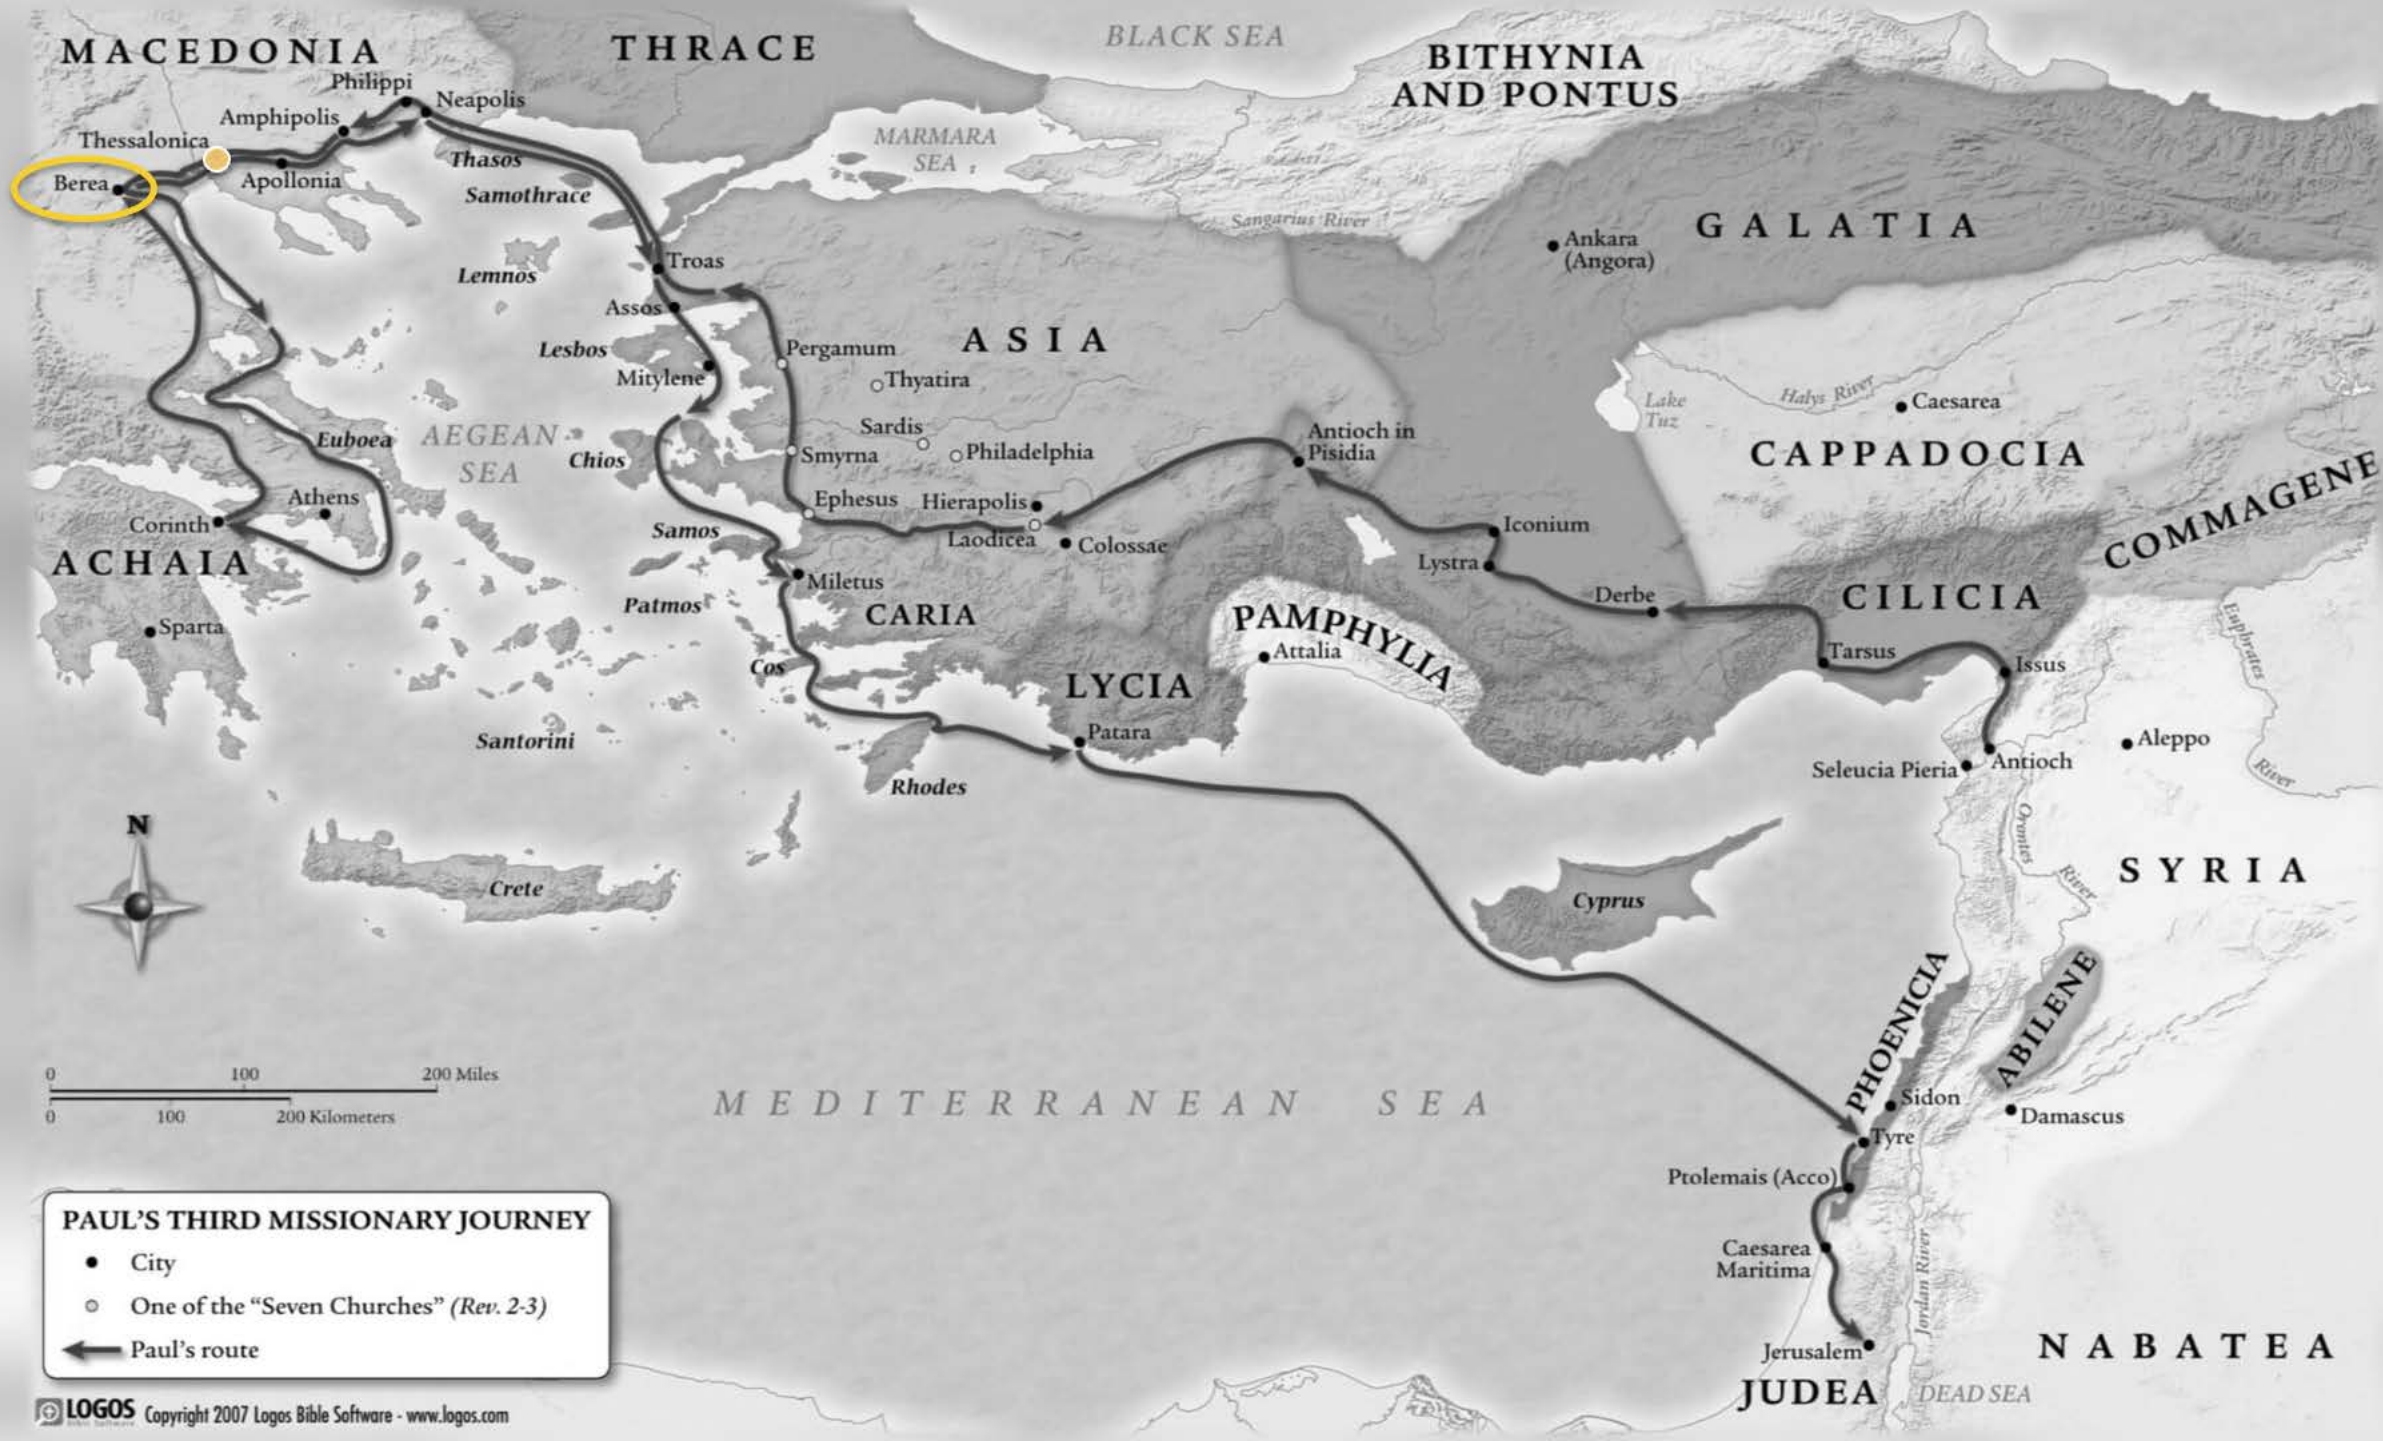 MACEDONIA
THRACE
BLACK SEA
BITHYNIA
AND PONTUS
Philippi
Neapolis
Amphipolis
Thessalonica
MARMARA
SEA
Thasos
Berea
Apollonia
Samothrace
Sangarius River
GALATIA
Ankara
(Angora)
Lemnos
Troas
Assos
ASIA
Lesbos
Pergamum
Mitylene
Thyatira
Lake
Tuz
Halys River
Caesarea
Sardis
Antioch in
Pisidia
Euboea
AEGEAN
SEA
Chios
Smyrna
Philadelphia
CAPPADOCIA
COMMAGENE
Athens
Ephesus
Hierapolis
Corinth
Samos
Laodicea
Colossae
Iconium
Lystra
ACHAIA
Miletus
Patmos
CARIA
PAMPHYLIA
Derbe
CILICIA
Euphrates
River
Sparta
Attalia
Tarsus
Issus
Cos
LYCIA
Patara
Santorini
Rhodes
Seleucia Pieria
Antioch
Aleppo
Orontes
River
N
Crete
Cyprus
SYRIA
PHOENICIA
ABILENE
0 100 200 Miles
0 100 200 Kilometers
MEDITERRANEAN SEA
Sidon
Damascus
Tyre
Ptolemais (Acco)
Caesarea
Maritima
Jordan River
Jerusalem
JUDEA
DEAD SEA
NABATEA
PAUL'S THIRD MISSIONARY JOURNEY
City
One of the “Seven Churches” (Rev. 2-3)
Paul's route
LOGOS
Bible Software
Copyright 2007 Logos Bible Software - www.logos.com